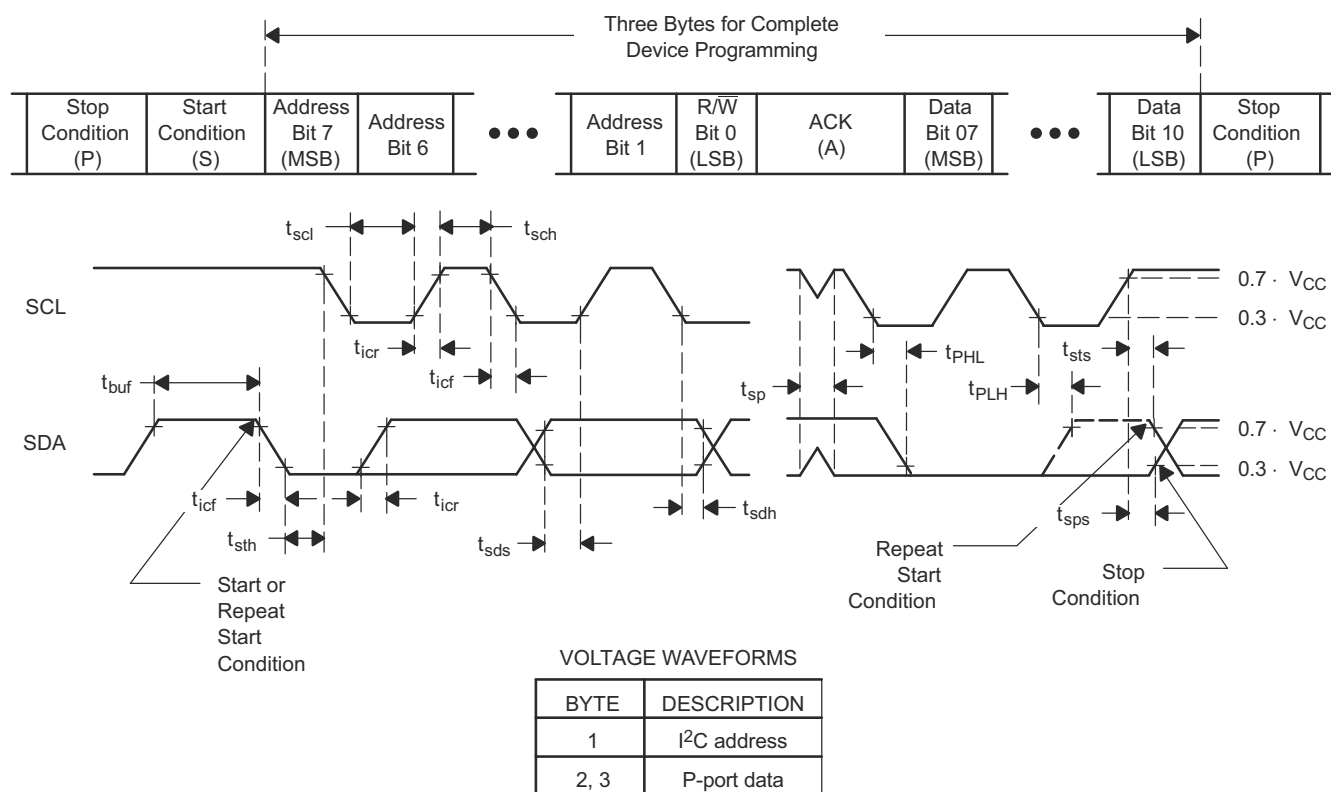 Three Bytes for Complete
Device Programming
Stop
Condition
(P)
Start
Condition
(S)
Address
Bit 7
(MSB)
Address
Bit 6
Address
Bit 1
R/W̅
Bit 0
(LSB)
ACK
(A)
Data
Bit 07
(MSB)
Data
Bit 10
(LSB)
Stop
Condition
(P)
tscl
tsch
SCL
0.7 · VCC
0.3 · VCC
ticr
ticf
tPHL
tsts
tbuf
tsp
tPLH
SDA
0.7 · VCC
0.3 · VCC
ticf
ticr
tsdh
tsps
tsth
tsds
Start or
Repeat
Start
Condition
Repeat
Start
Condition
Stop
Condition
VOLTAGE WAVEFORMS
BYTE DESCRIPTION
1 I²C address
2, 3 P-port data